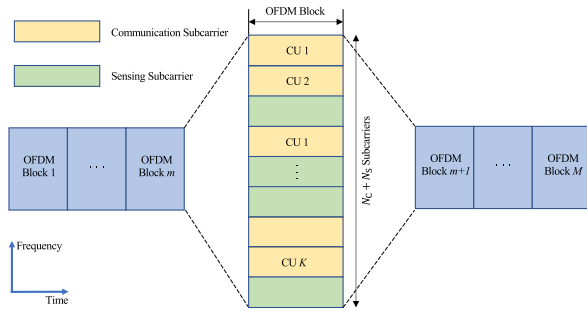 OFDM Block
Communication Subcarrier
Sensing Subcarrier
CU 1
CU 2
CU 1
⋮
CU K
N_C + N_S Subcarriers
OFDM
Block 1
· · ·
OFDM
Block m
OFDM
Block m+1
· · ·
OFDM
Block M
Frequency
Time